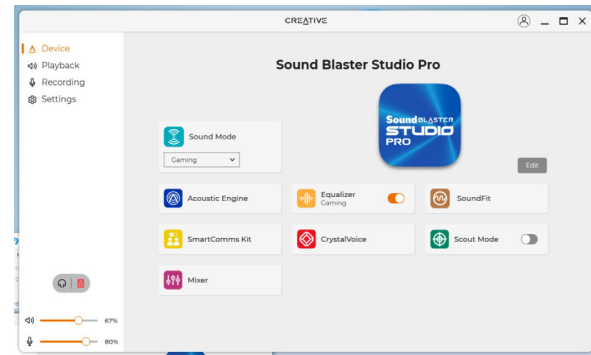 CREATIVE
Device
Playback
Recording
Settings
Sound Blaster Studio Pro
Sound BLASTER
STUDIO
PRO
Sound Mode
Gaming
Edit
Acoustic Engine
Equalizer
Gaming
SoundFit
SmartComms Kit
CrystalVoice
Scout Mode
Mixer
67%
80%